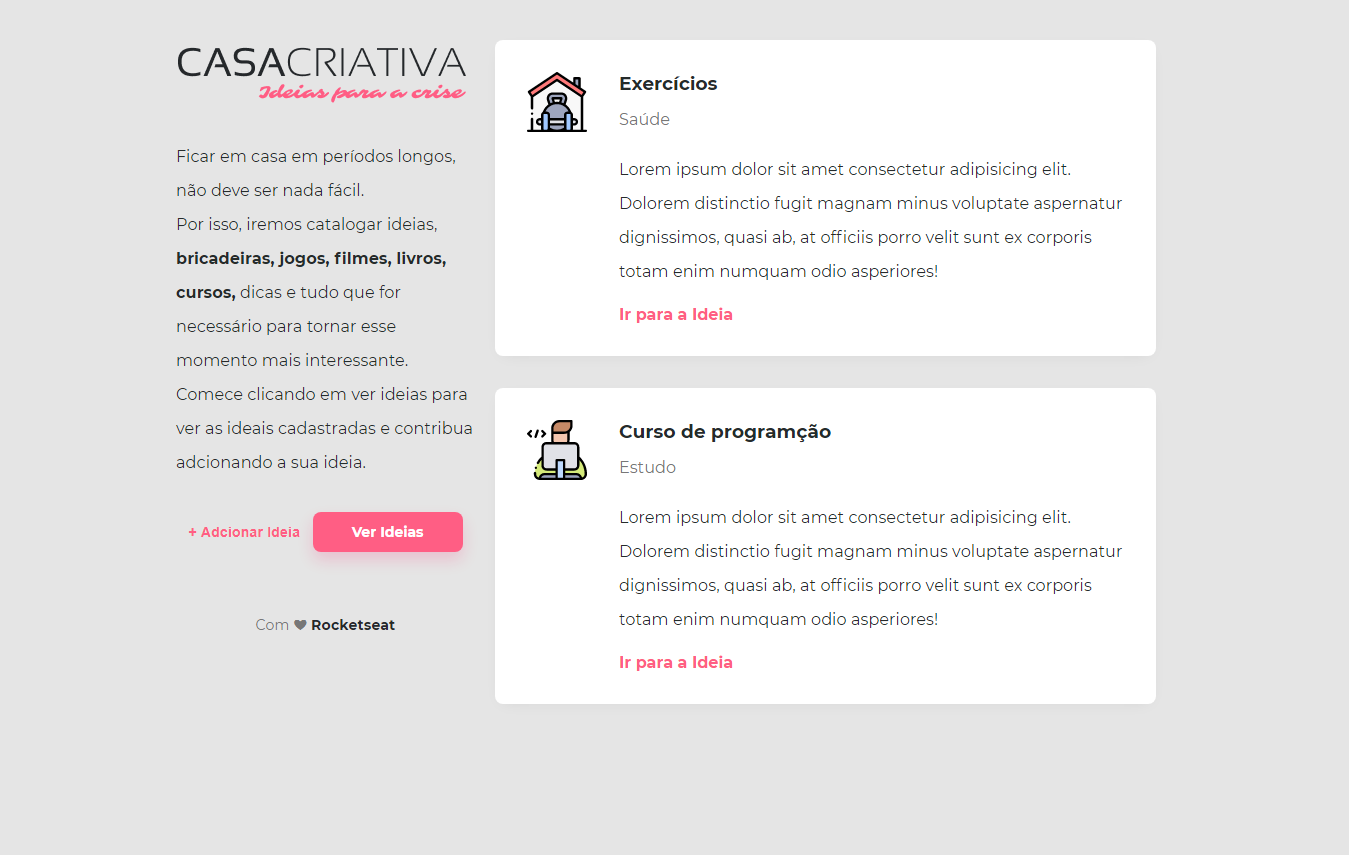 CASACRIATIVA
Ideias para a crise
Ficar em casa em períodos longos,
não deve ser nada fácil.
Por isso, iremos catalogar ideias,
bricadeiras, jogos, filmes, livros,
cursos, dicas e tudo que for
necessário para tornar esse
momento mais interessante.
Comece clicando em ver ideias para
ver as ideais cadastradas e contribua
adcionando a sua ideia.
+ Adcionar Ideia
Ver Ideias
Com ❤ Rocketseat
Exercícios
Saúde
Lorem ipsum dolor sit amet consectetur adipisicing elit.
Dolorem distinctio fugit magnam minus voluptate aspernatur
dignissimos, quasi ab, at officiis porro velit sunt ex corporis
totam enim numquam odio asperiores!
Ir para a Ideia
</> 
Curso de programção
Estudo
Lorem ipsum dolor sit amet consectetur adipisicing elit.
Dolorem distinctio fugit magnam minus voluptate aspernatur
dignissimos, quasi ab, at officiis porro velit sunt ex corporis
totam enim numquam odio asperiores!
Ir para a Ideia